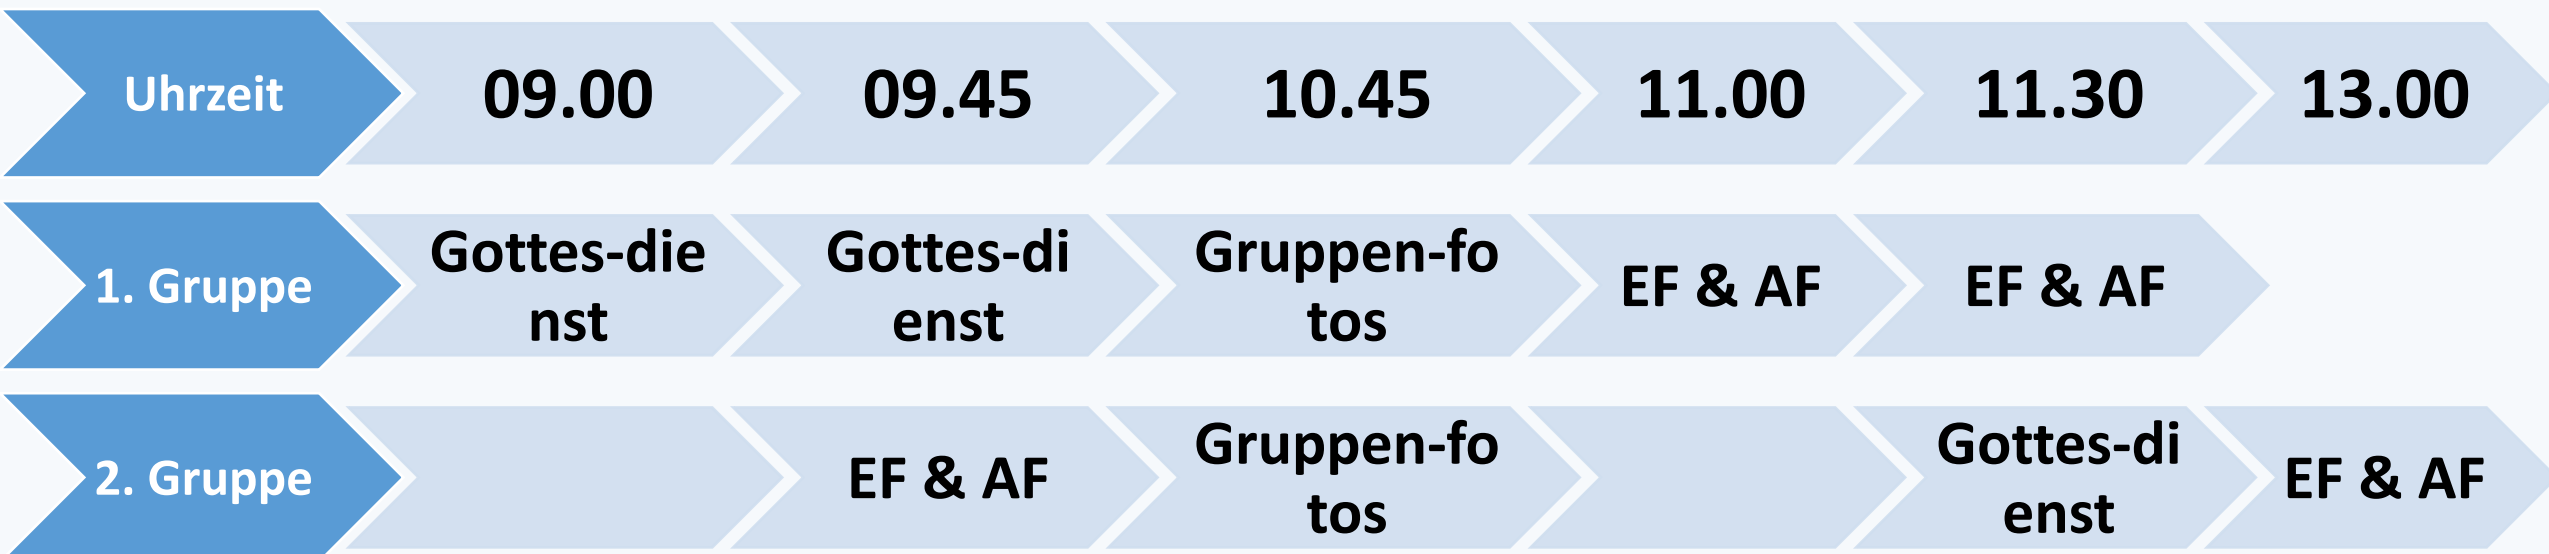 Uhrzeit 09.00 09.45 10.45 11.00 11.30 13.00
1. Gruppe Gottes-die Gottes-di Gruppen-fo EF & AF EF & AF
nst enst tos
2. Gruppe EF & AF Gruppen-fo Gottes-di EF & AF
tos enst